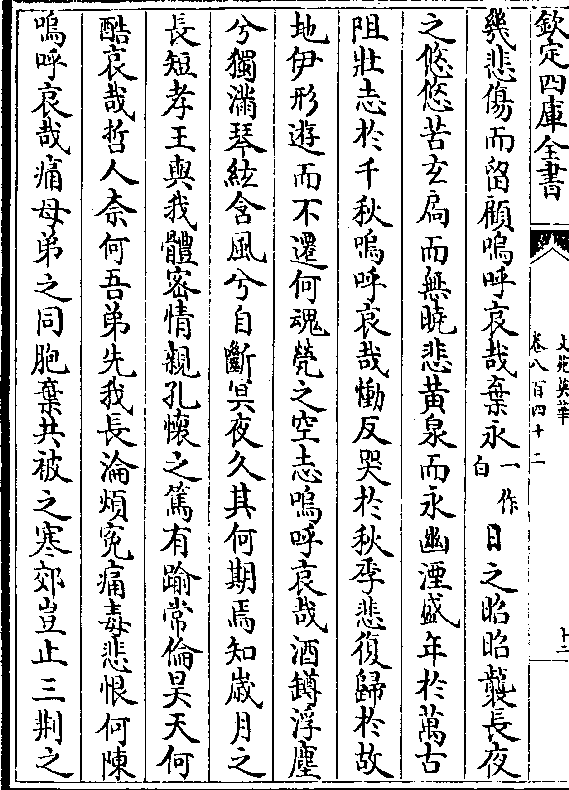 欽定四庫全書
文苑英華
卷八百四十二
十二
幾悲傷而留顧嗚呼哀哉棄永一作白日之昭昭襲長夜
之悠悠苦玄扃而無曉悲黃泉而永幽湮盛年於萬古
阻壯志於千秋嗚呼哀哉慟反哭於秋季悲復歸於故
地伊形遊而不還何魂㷀之空志嗚呼哀哉酒罇浮塵
兮獨滿琴絃含風兮自斷冥夜久其何期焉知歲月之
長短孝王與我體密情親孔懷之篤有踰常倫昊天何
酷哀哉哲人奈何吾弟先我長淪煩寃痛毒悲恨何陳
嗚呼哀哉痛母弟之同胞棄共被之寒郊豈止三荆之